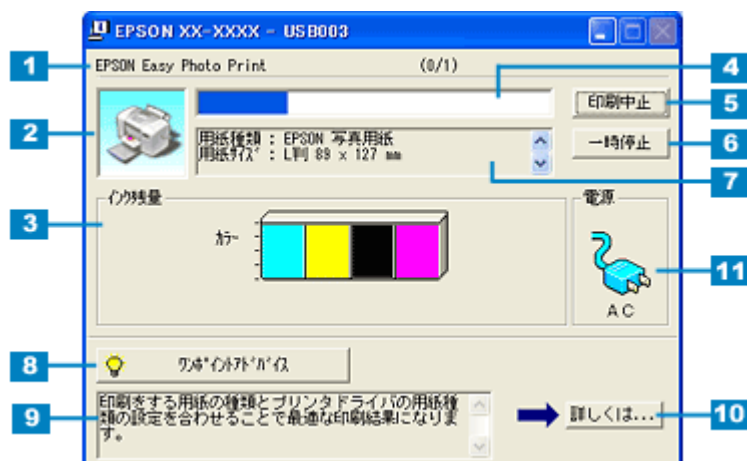 EPSON XX-XXXX - USB003
1
EPSON Easy Photo Print (0/1)
4
2
印刷中止
5
一時停止
6
用紙種類 : EPSON 写真用紙
用紙ｻｲｽﾞ : L判 89 x 127 mm
7
ｲﾝｸ残量
電源
3
ｶﾗｰ
11
AC
8
ﾜﾝﾎﾟｲﾝﾄｱﾄﾞﾊﾞｲｽ
9
印刷をする用紙の種類とプリンタドライバの用紙種
類の設定を合わせることで最適な印刷結果になりま
す。
詳しくは...
10